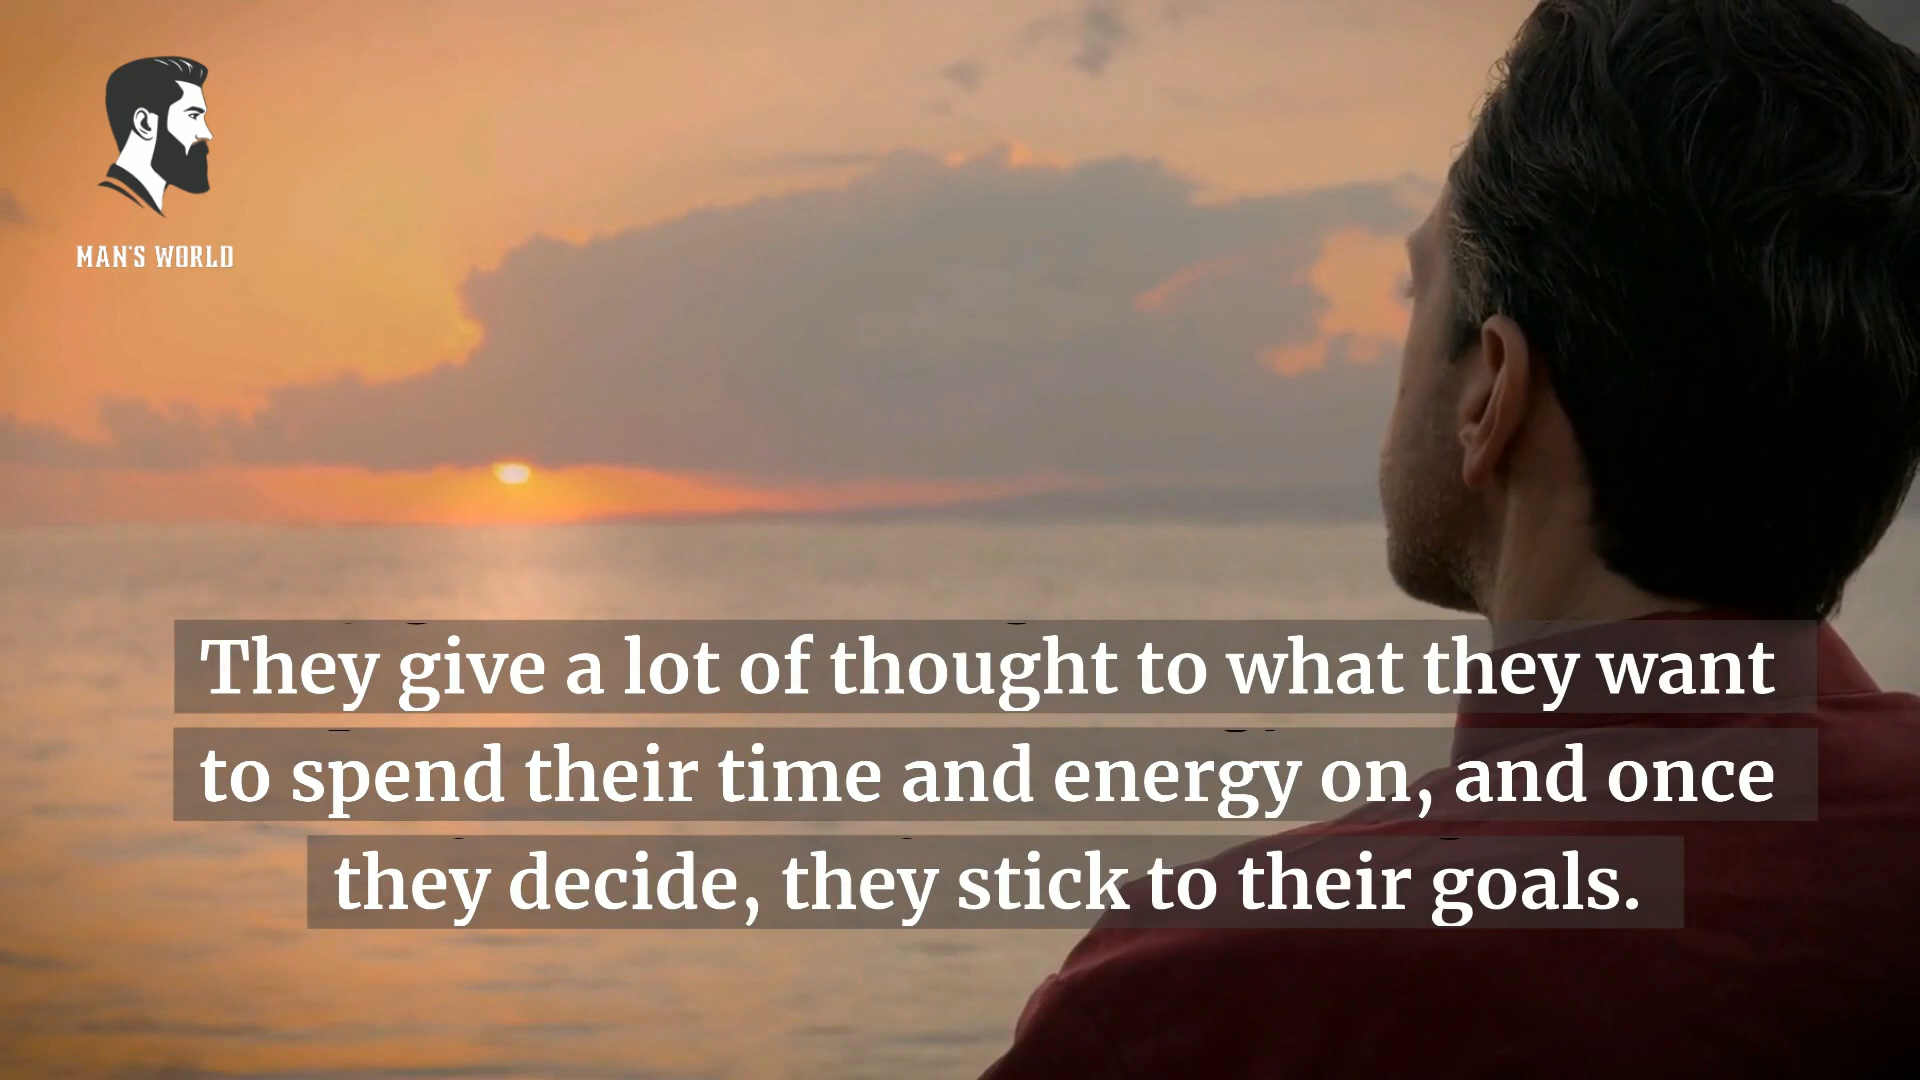 MAN'S WORLD
They give a lot of thought to what they want
to spend their time and energy on, and once
they decide, they stick to their goals.